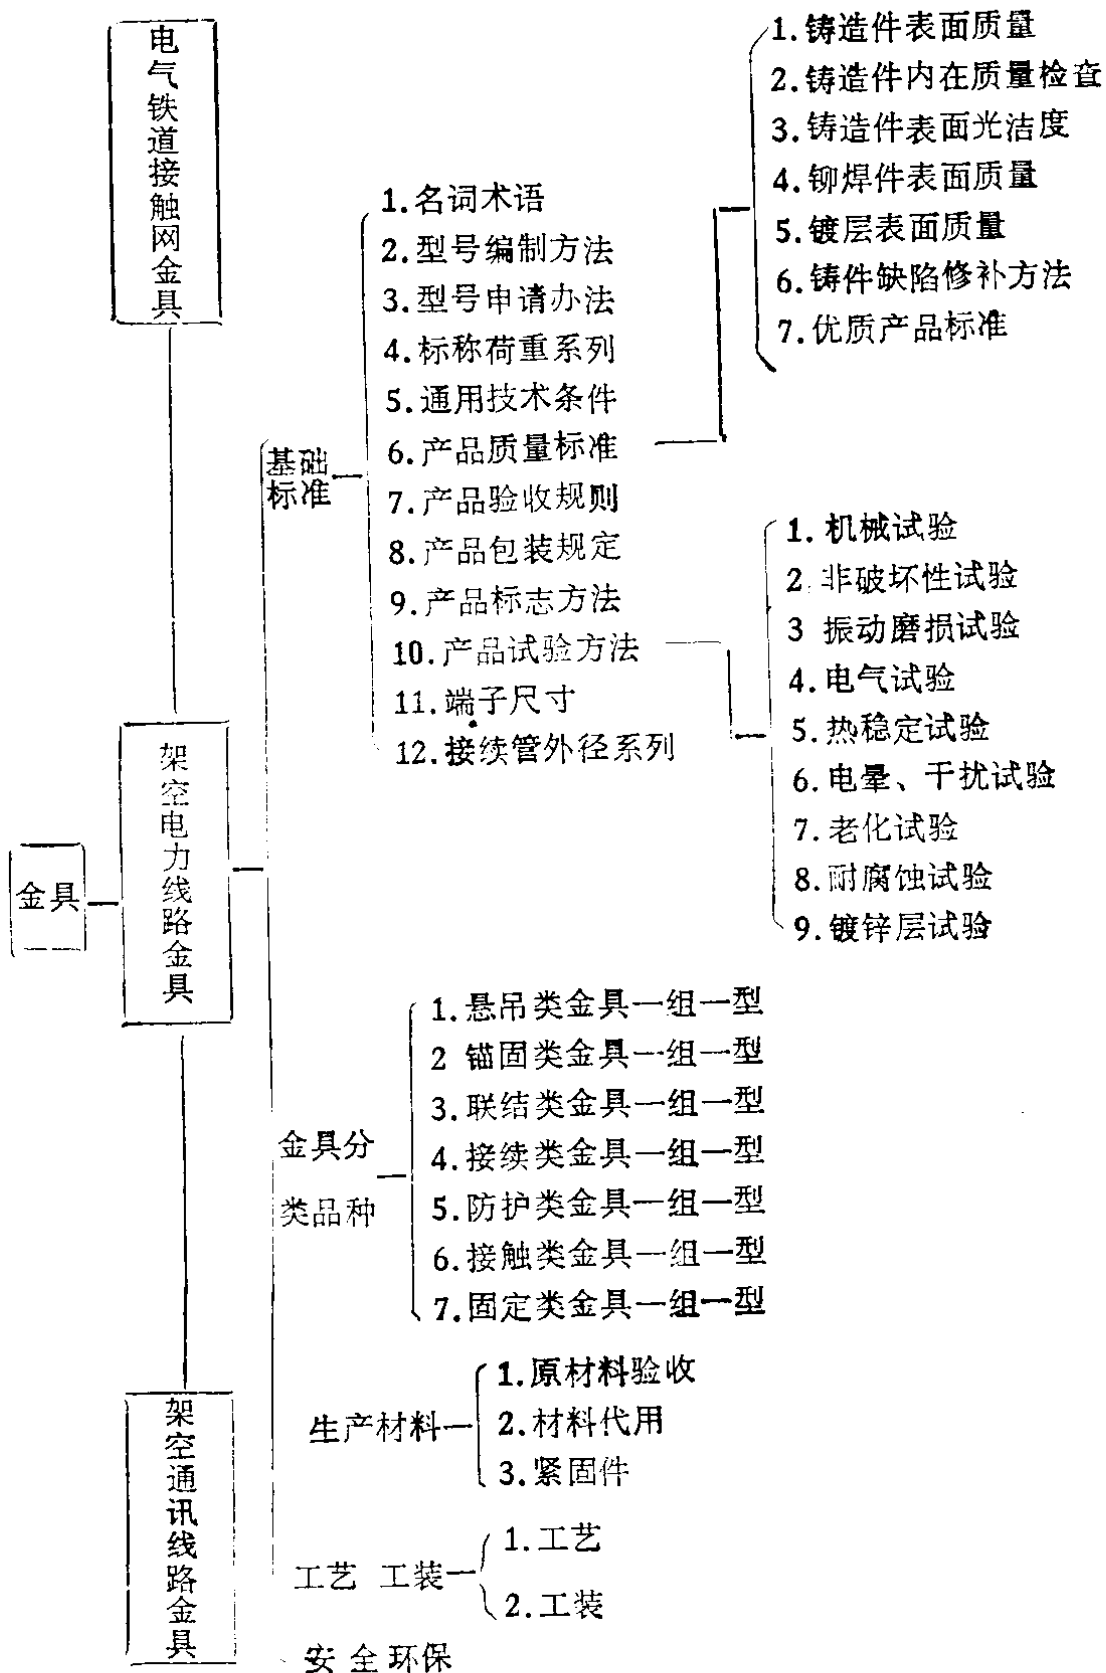 电气铁道接触网金具
金具
架空电力线路金具
架空通讯线路金具
基础
标准
1.名词术语
2.型号编制方法
3.型号申请办法
4.标称荷重系列
5.通用技术条件
6.产品质量标准
7.产品验收规则
8.产品包装规定
9.产品标志方法
10.产品试验方法
11.端子尺寸
12.接续管外径系列
1.铸造件表面质量
2.铸造件内在质量检查
3.铸造件表面光洁度
4.铆焊件表面质量
5.镀层表面质量
6.铸件缺陷修补方法
7.优质产品标准
1.机械试验
2.非破坏性试验
3 振动磨损试验
4.电气试验
5.热稳定试验
6.电晕、干扰试验
7.老化试验
8.耐腐蚀试验
9.镀锌层试验
金具分
类品种
1.悬吊类金具—组—型
2 锚固类金具—组—型
3.联结类金具—组—型
4.接续类金具—组—型
5.防护类金具—组—型
6.接触类金具—组—型
7.固定类金具—组—型
生产材料
1.原材料验收
2.材料代用
3.紧固件
工艺 工装
1.工艺
2.工装
安全环保